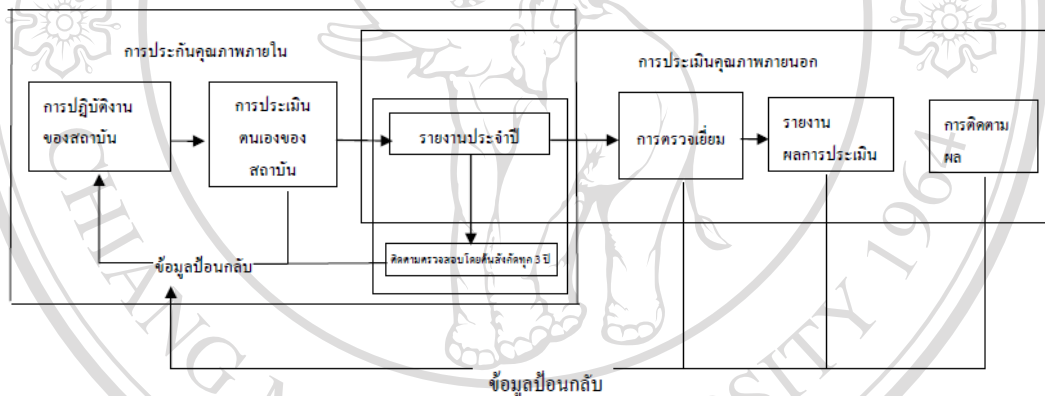 การประกันคุณภาพภายใน
การประเมินคุณภาพภายนอก
การปฏิบัติงาน
ของสถาบัน
การประเมิน
ตนเองของ
สถาบัน
รายงานประจำปี
การตรวจเยี่ยม
รายงาน
ผลการประเมิน
การติดตาม
ผล
ติดตามตรวจสอบโดยต้นสังกัดทุก 3 ปี
ข้อมูลป้อนกลับ
ข้อมูลป้อนกลับ
CHIANG M
SITY 1964